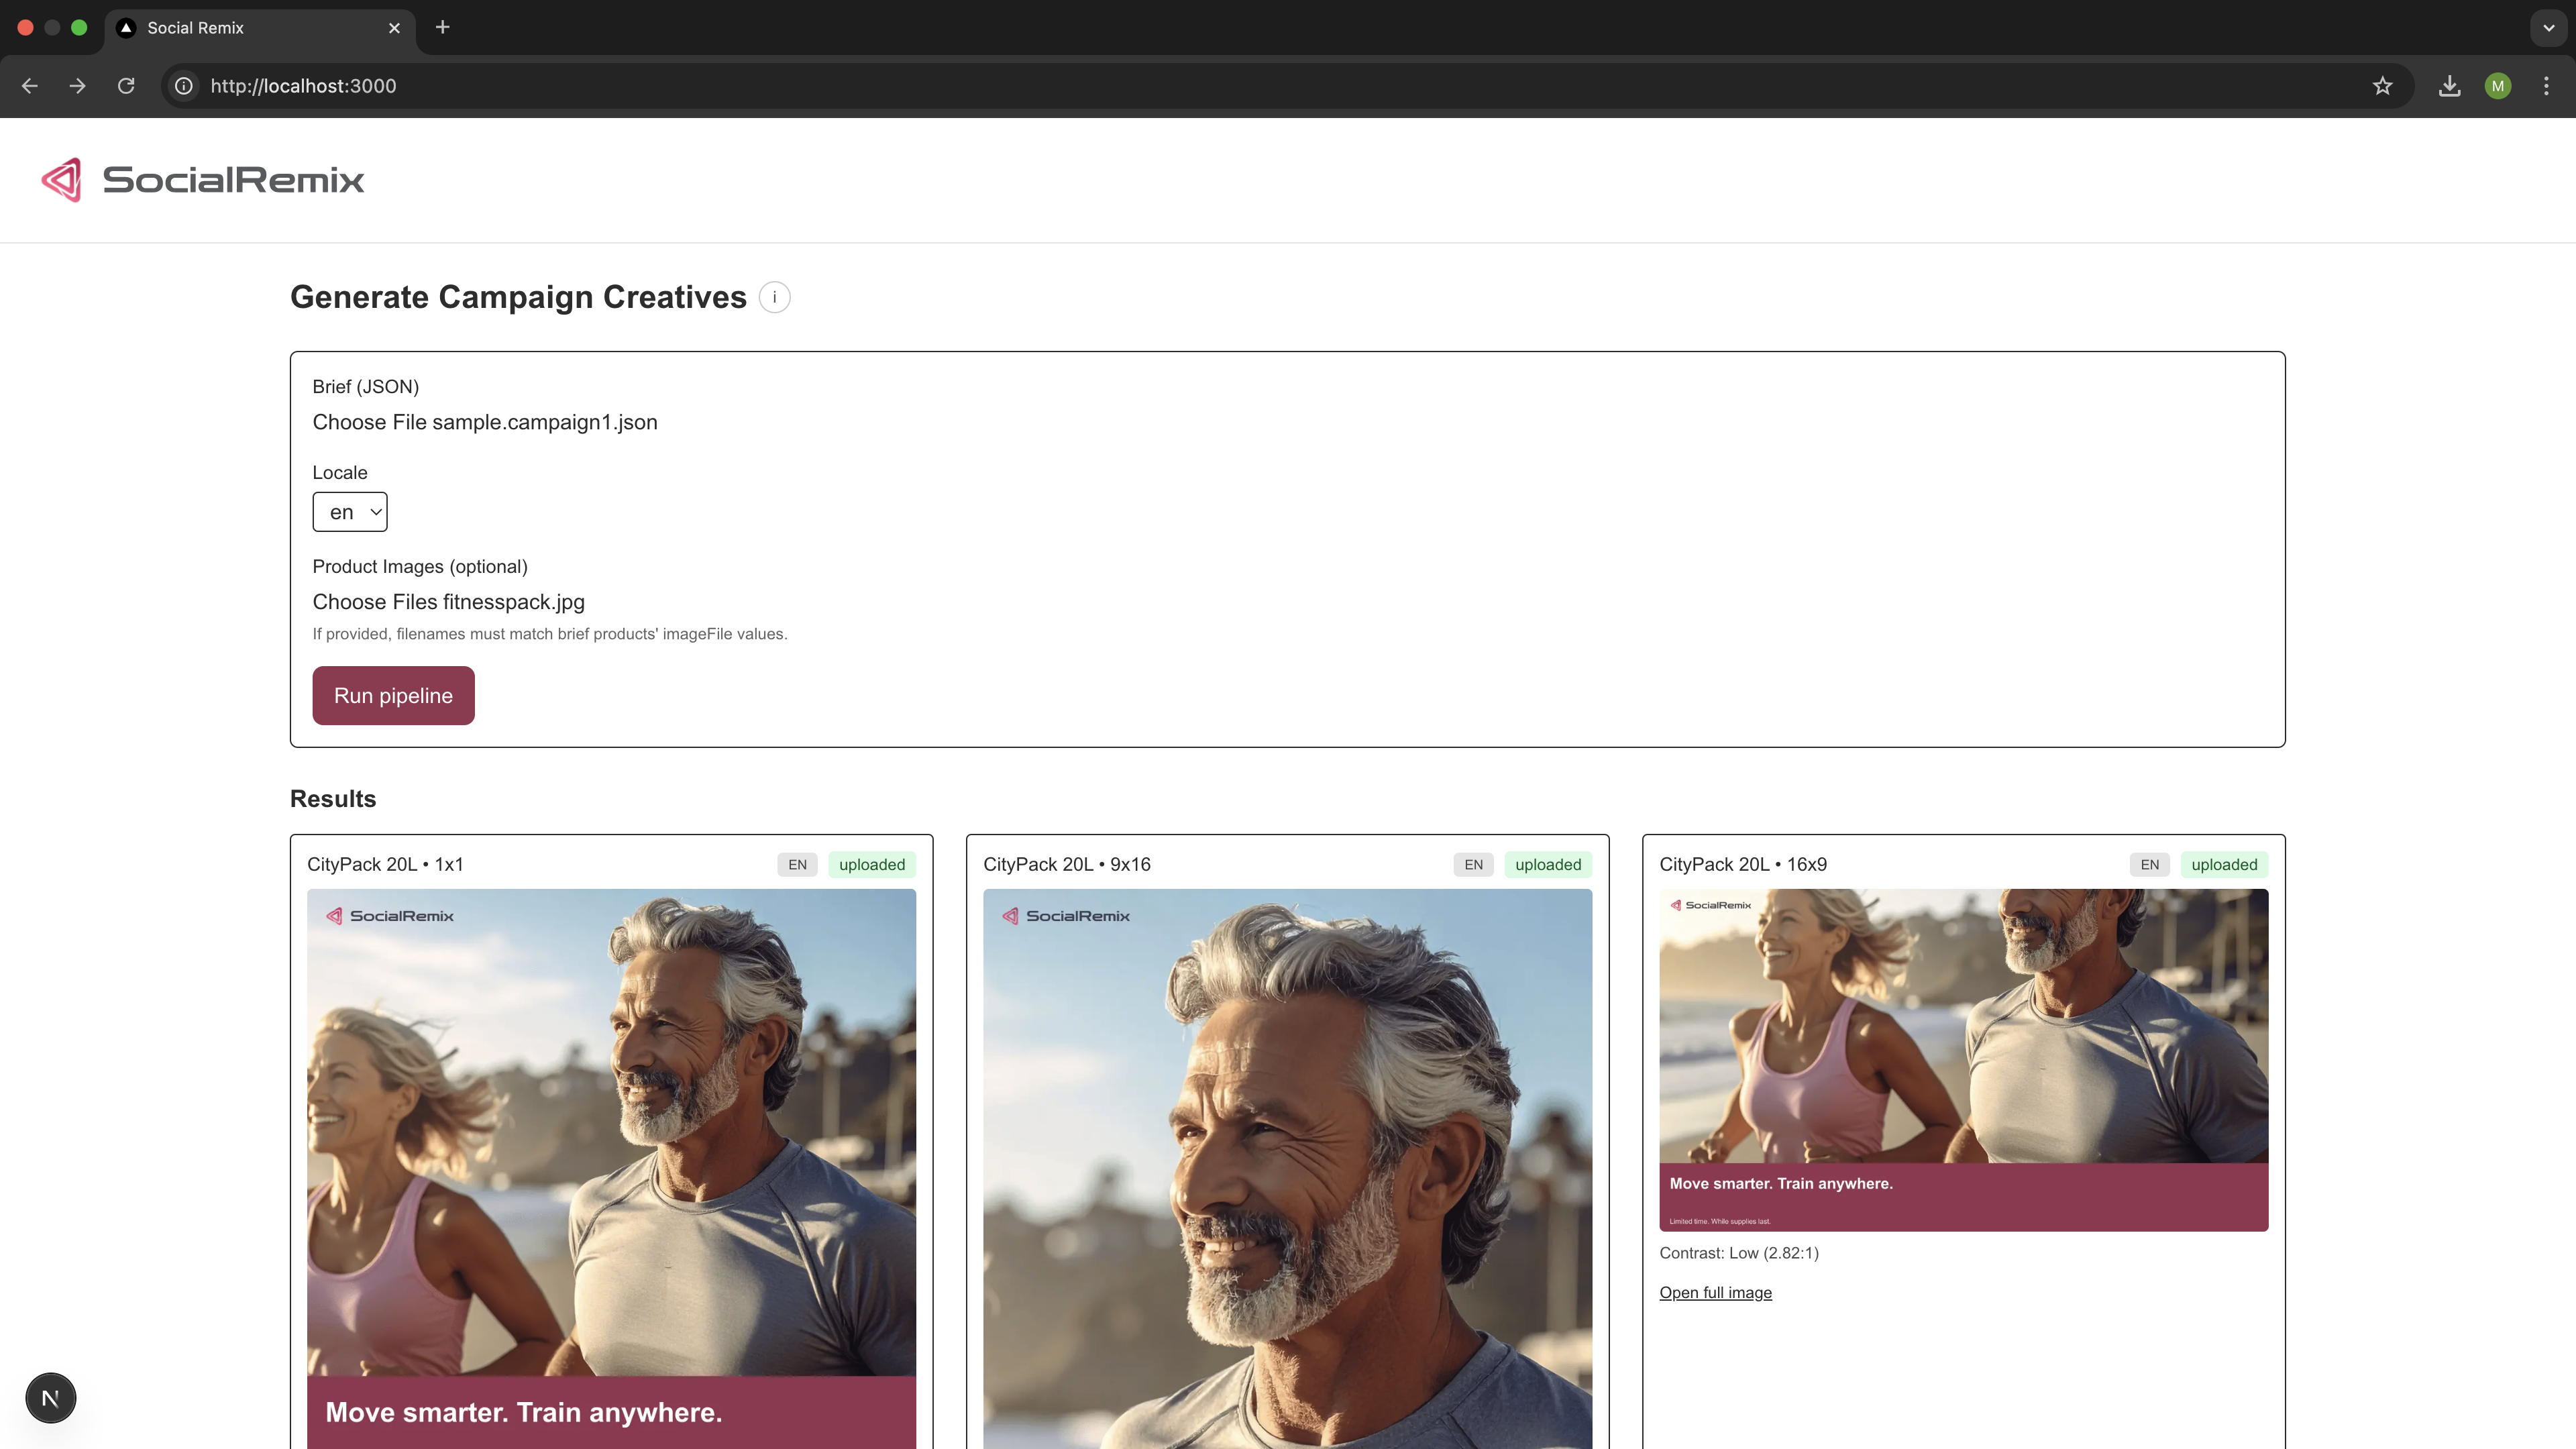 Social Remix
http://localhost:3000
M
SocialRemix
Generate Campaign Creatives i
Brief (JSON)
Choose File sample.campaign1.json
Locale
en
Product Images (optional)
Choose Files fitnesspack.jpg
If provided, filenames must match brief products' imageFile values.
Run pipeline
Results
CityPack 20L • 1x1 EN uploaded
SocialRemix
Move smarter. Train anywhere.
CityPack 20L • 9x16 EN uploaded
SocialRemix
CityPack 20L • 16x9 EN uploaded
SocialRemix
Move smarter. Train anywhere.
Limited time. While supplies last.
Contrast: Low (2.82:1)
Open full image
N